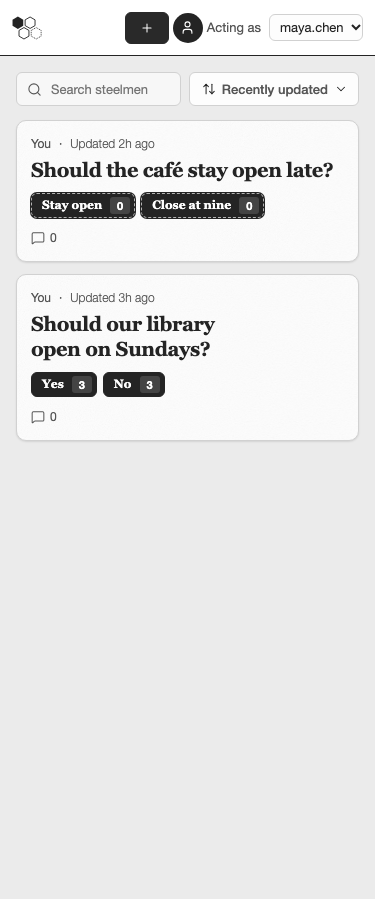 + Acting as maya.chen
Search steelmen Recently updated
You · Updated 2h ago
Should the café stay open late?
Stay open 0 Close at nine 0
0
You · Updated 3h ago
Should our library
open on Sundays?
Yes 3 No 3
0